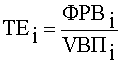 ТЕ i = ФРВ i / VВП i